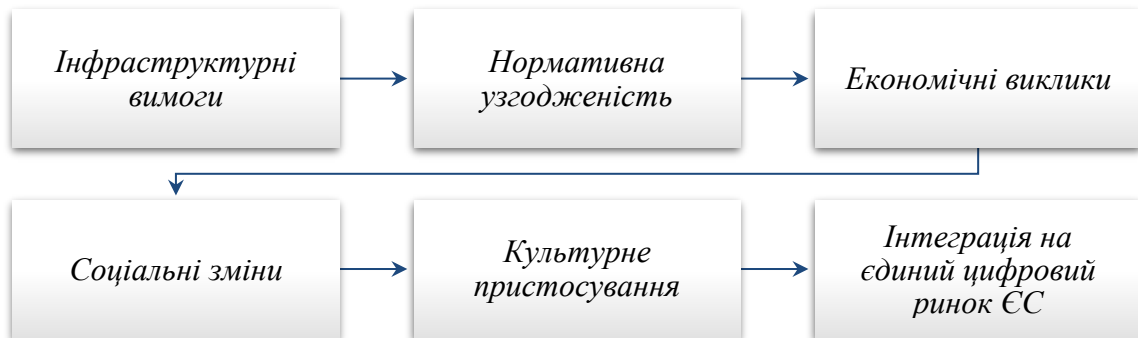 Інфраструктурні
вимоги
Нормативна
узгодженість
Економічні виклики
Соціальні зміни
Культурне
пристосування
Інтеграція на
єдиний цифровий
ринок ЄС